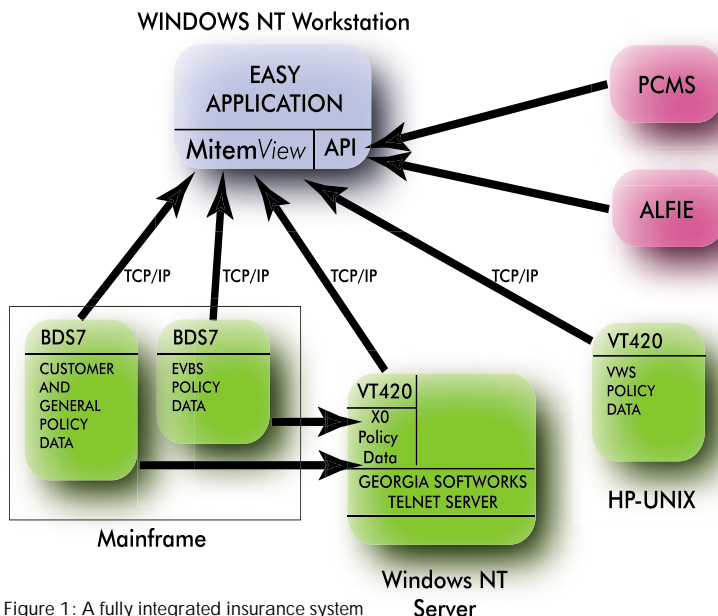 WINDOWS NT Workstation
EASY
APPLICATION
MitemView
API
PCMS
ALFIE
TCP/IP
TCP/IP
TCP/IP
TCP/IP
BDS7
CUSTOMER
AND
GENERAL
POLICY
DATA
BDS7
EVBS
POLICY
DATA
VT420
X0
Policy
Data
GEORGIA SOFTWORKS
TELNET SERVER
VT420
VWS
POLICY
DATA
HP-UNIX
Mainframe
Windows NT
Server
Figure 1: A fully integrated insurance system